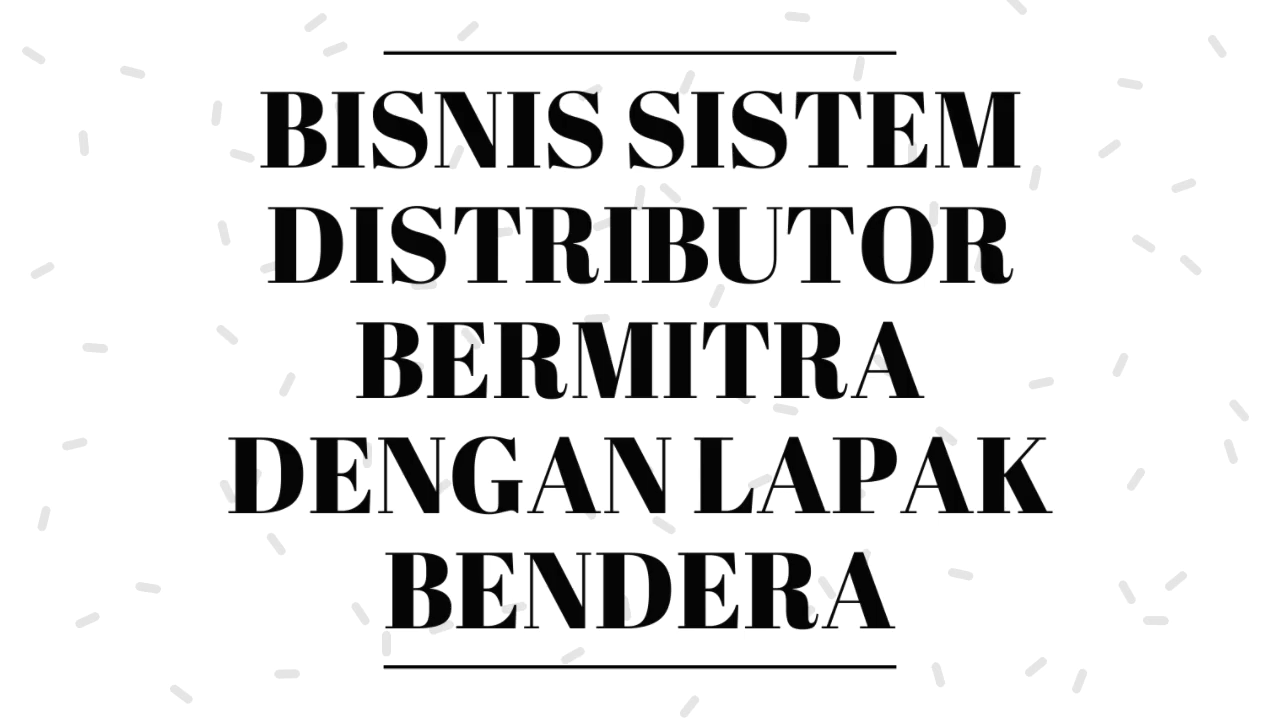 BISNIS SISTEM
DISTRIBUTOR
BERMITRA
DENGAN LAPAK
BENDERA